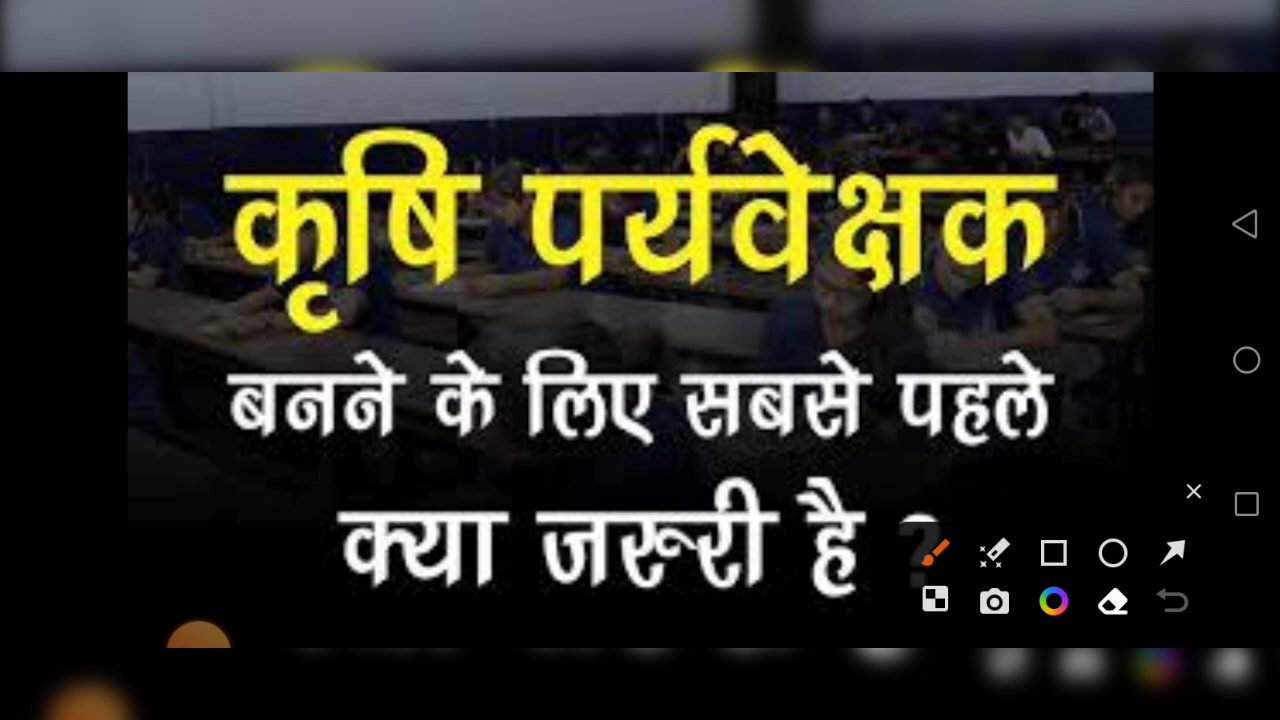 कृषि पर्यवेक्षक
बनने के लिए सबसे पहले
क्या जरूरी है ?